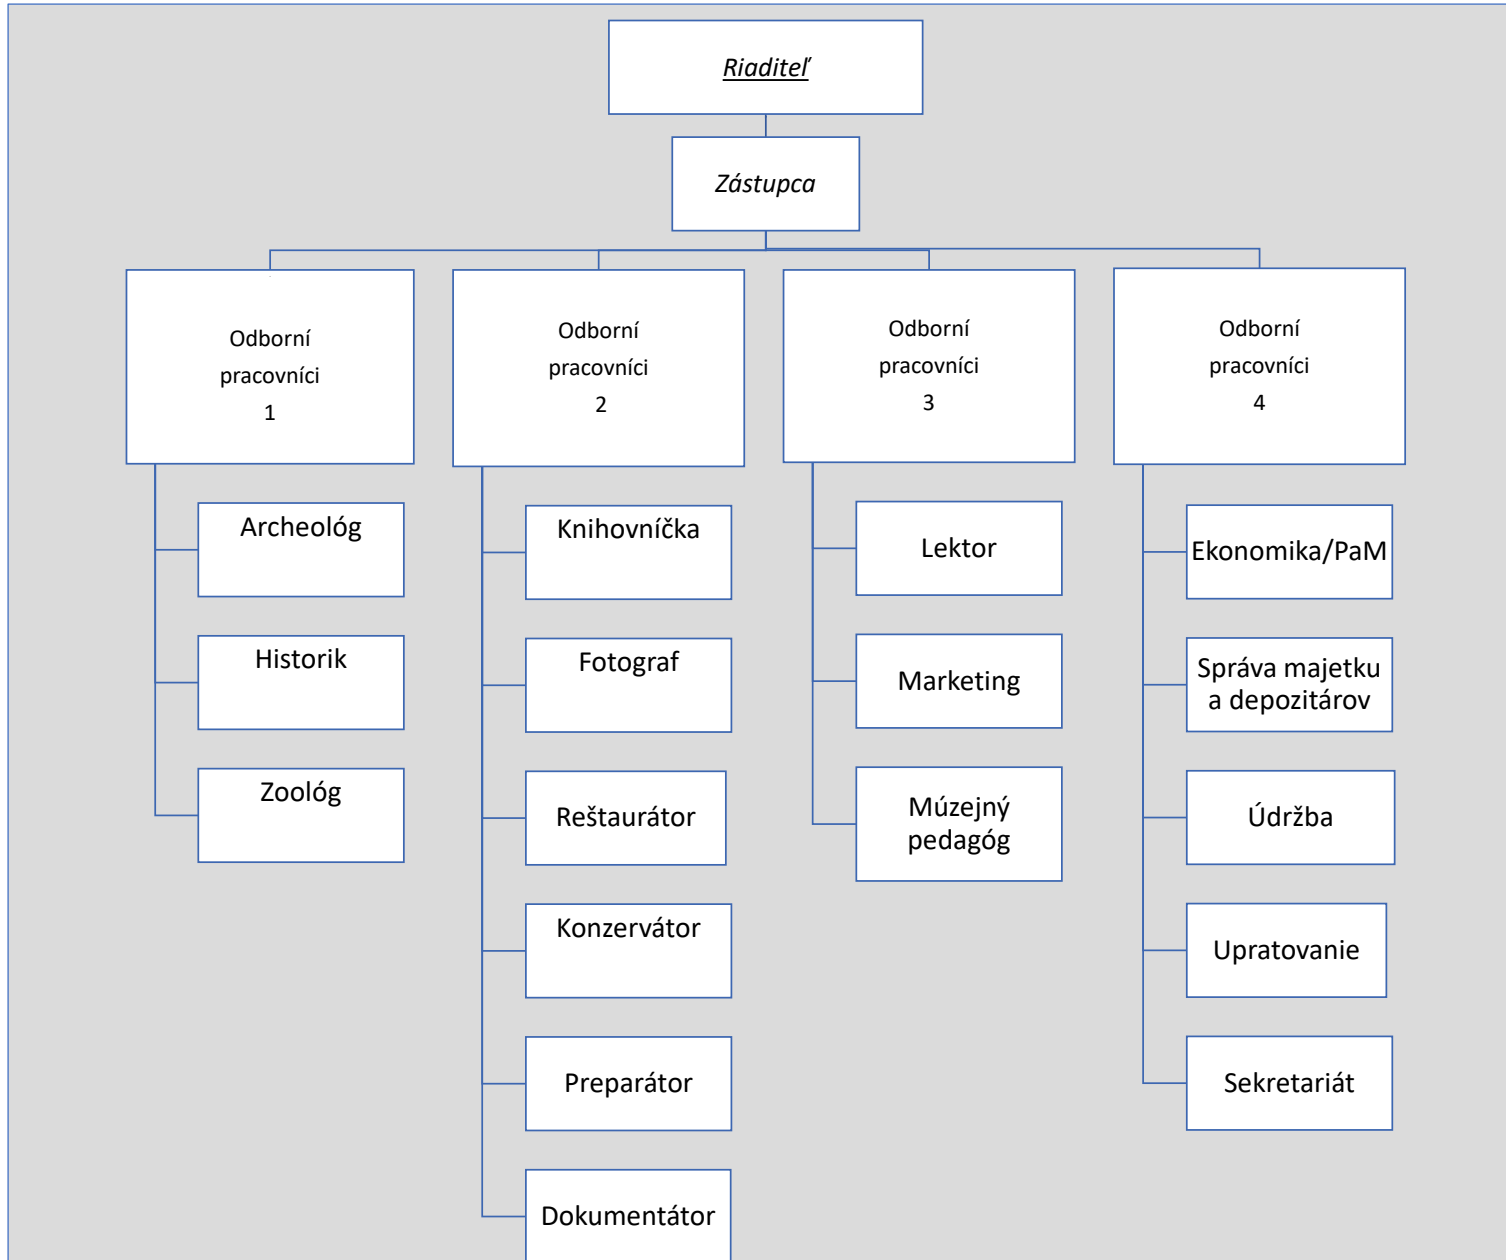 Riaditeľ
Zástupca
Odborní
pracovníci
1
Odborní
pracovníci
2
Odborní
pracovníci
3
Odborní
pracovníci
4
Archeológ
Historik
Zoológ
Knihovníčka
Fotograf
Reštaurátor
Konzervátor
Preparátor
Dokumentátor
Lektor
Marketing
Múzejný
pedagóg
Ekonomika/PaM
Správa majetku
a depozitárov
Údržba
Upratovanie
Sekretariát